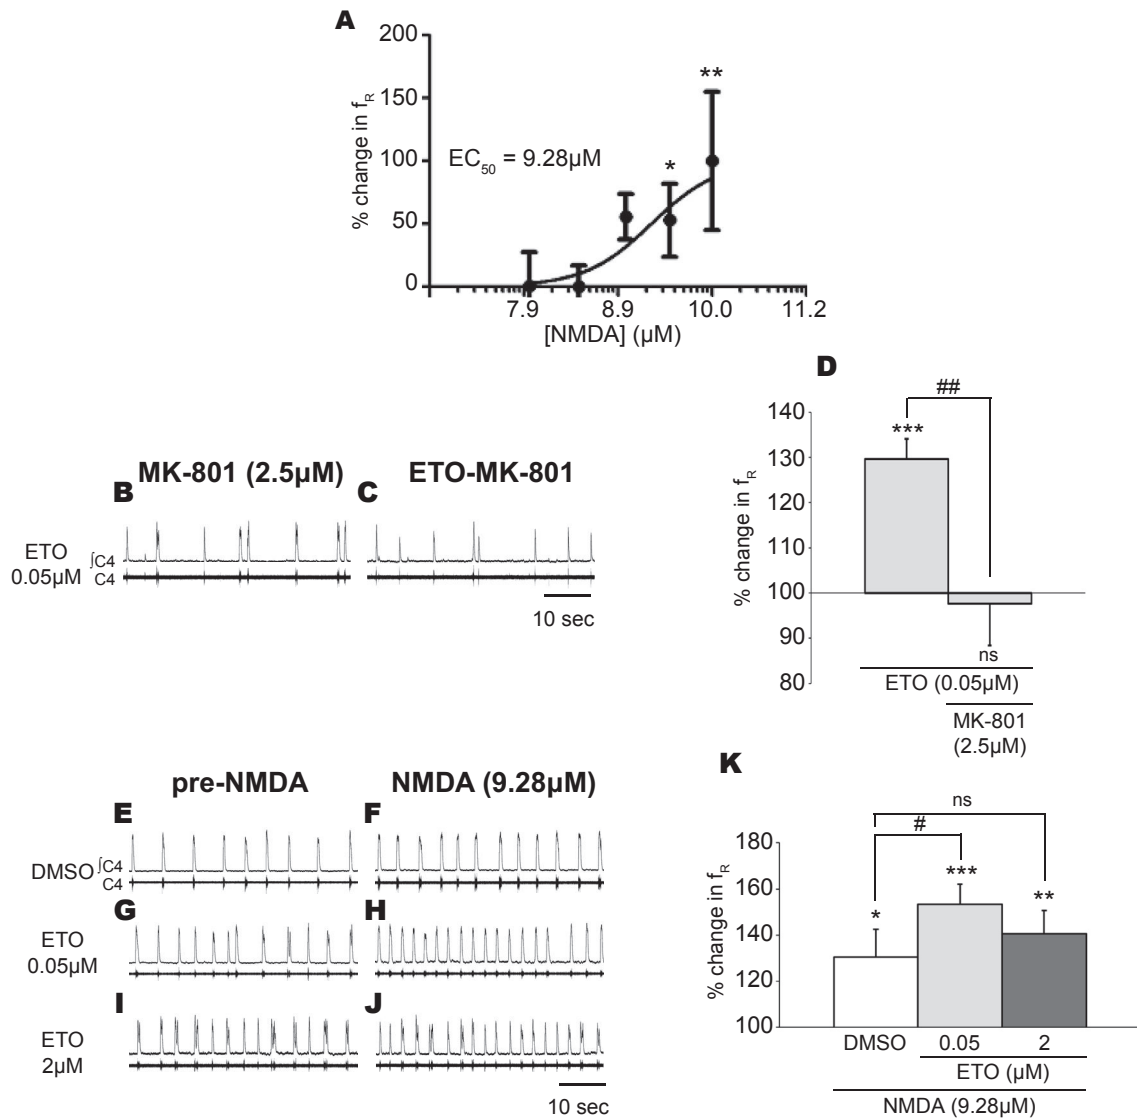 A
200
150
100
50
0
% change in fR
EC50 = 9.28µM
*
**
7.9
8.9
10.0
11.2
[NMDA] (µM)
MK-801 (2.5µM)
ETO-MK-801
B
C
ETO
0.05µM
∫C4
C4
10 sec
D
140
130
120
110
100
90
80
% change in fR
##
***
ns
ETO (0.05µM)
MK-801
(2.5µM)
pre-NMDA
NMDA (9.28µM)
E
F
DMSO
∫C4
C4
G
H
ETO
0.05µM
I
J
ETO
2µM
10 sec
K
180
160
140
120
100
% change in fR
ns
#
*
***
**
DMSO
0.05
2
ETO (µM)
NMDA (9.28µM)